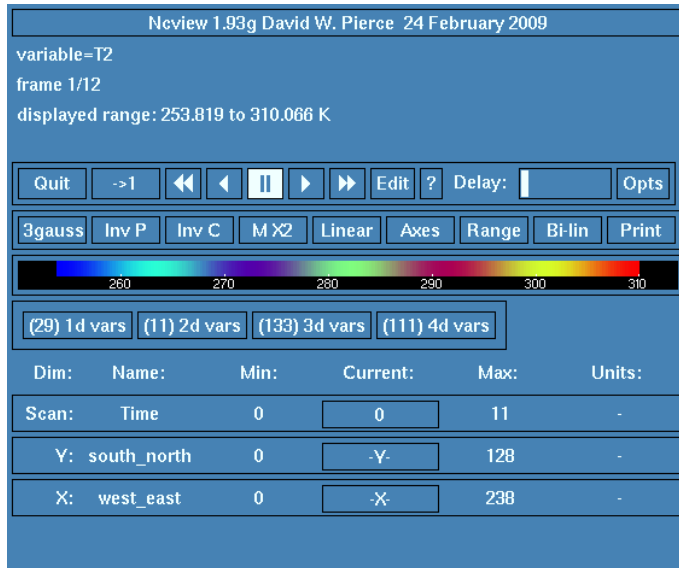 Ncview 1.93g David W. Pierce 24 February 2009
variable=T2
frame 1/12
displayed range: 253.819 to 310.066 K
Quit ->1 Edit ? Delay: Opts
3gauss Inv P Inv C M X2 Linear Axes Range Bi-lin Print
260 270 280 290 300 310
(29) 1d vars (11) 2d vars (133) 3d vars (111) 4d vars
Dim: Name: Min: Current: Max: Units:
Scan: Time 0 0 11 -
Y: south_north 0 -Y- 128 -
X: west_east 0 -X- 238 -